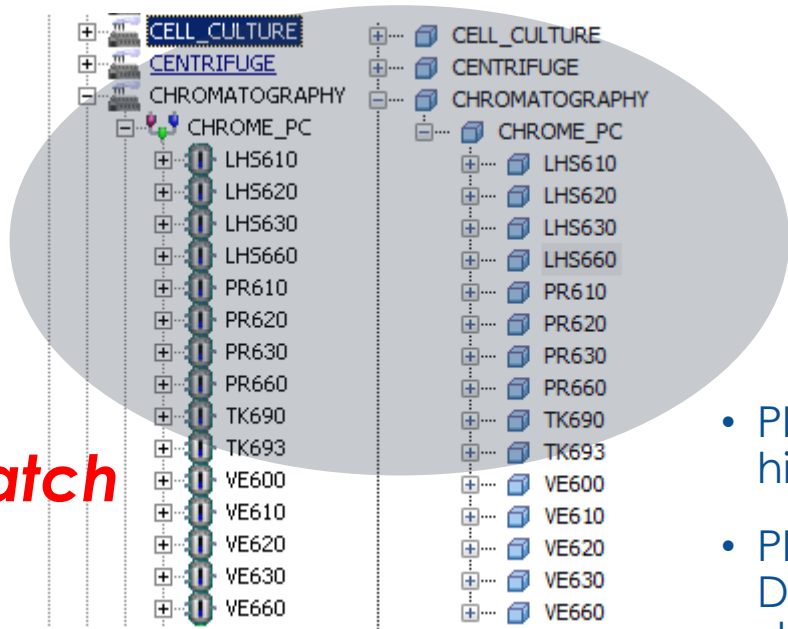 CELL_CULTURE
CENTRIFUGE
CHROMATOGRAPHY
CHROME_PC
LHS610
LHS620
LHS630
LHS660
PR610
PR620
PR630
PR660
TK690
TK693
VE600
VE610
VE620
VE630
VE660
CELL_CULTURE
CENTRIFUGE
CHROMATOGRAPHY
CHROME_PC
LHS610
LHS620
LHS630
LHS660
PR610
PR620
PR630
PR660
TK690
TK693
VE600
VE610
VE620
VE630
VE660
atch
• P
hi
• P
D